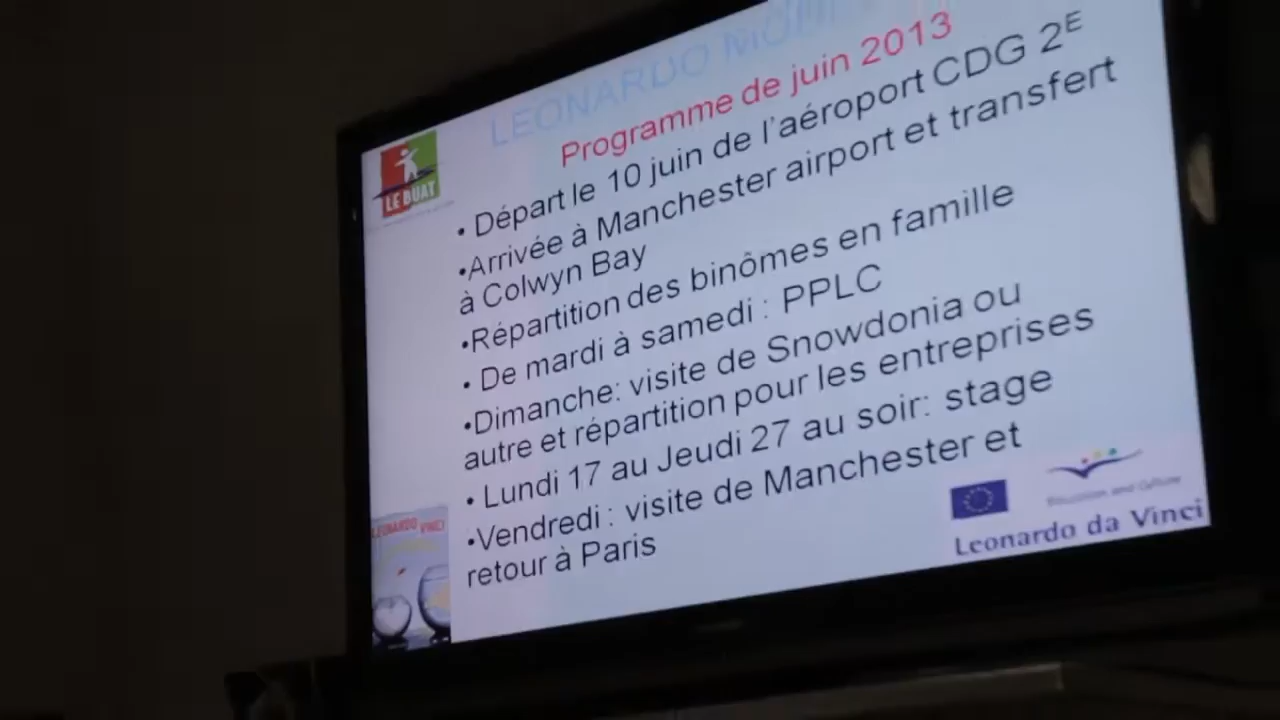 LEONARDO
Programme de juin 2013
• Départ le 10 juin de l'aéroport CDG 2E
•Arrivée à Manchester airport et transfert
à Colwyn Bay
•Répartition des binômes en famille
• De mardi à samedi : PPLC
•Dimanche: visite de Snowdonia ou
autre et répartition pour les entreprises
• Lundi 17 au Jeudi 27 au soir: stage
•Vendredi : visite de Manchester et
retour à Paris
LE BUAT
LEONARDO VINCI
Education and Culture
Leonardo da Vinci